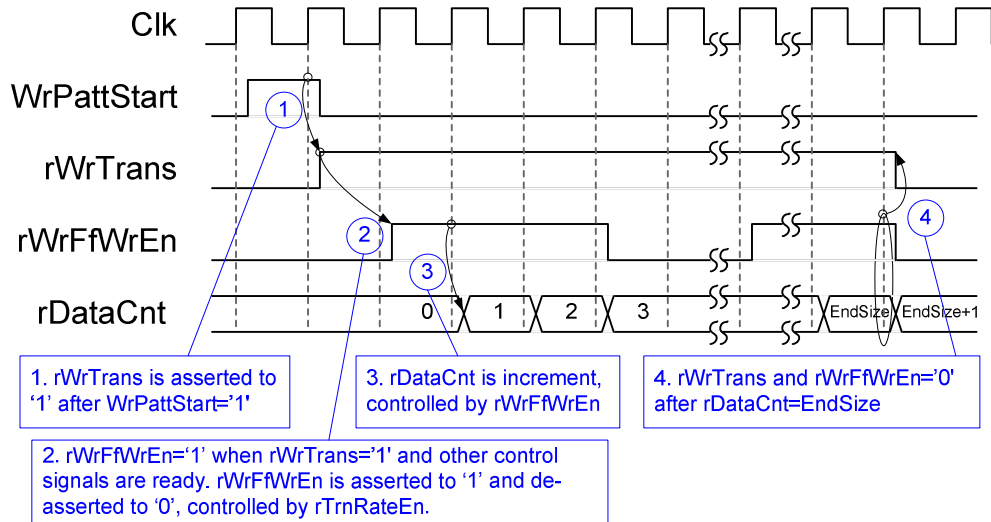 Clk
WrPattStart
1
rWrTrans
rWrFfWrEn
2
3
4
rDataCnt
0
1
2
3
EndSize
EndSize+1
1. rWrTrans is asserted to
‘1’ after WrPattStart='1'
3. rDataCnt is increment,
controlled by rWrFfWrEn
4. rWrTrans and rWrFfWrEn='0'
after rDataCnt=EndSize
2. rWrFfWrEn=‘1’ when rWrTrans='1' and other control
signals are ready. rWrFfWrEn is asserted to ‘1’ and de-
asserted to ‘0’, controlled by rTrnRateEn.